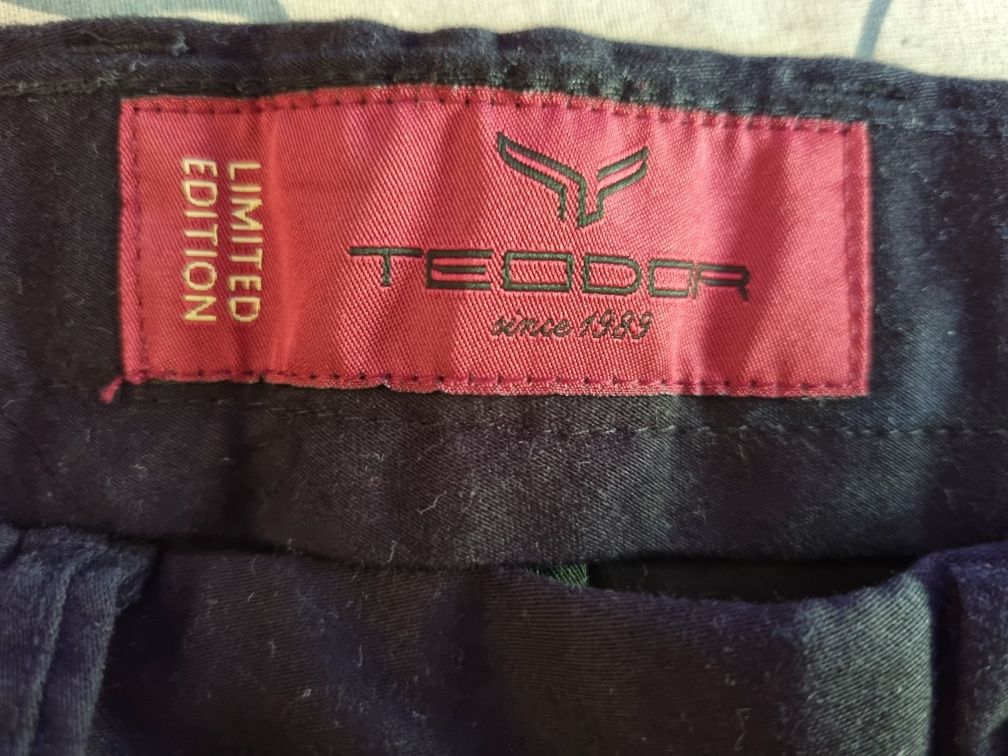 LIMITED
EDITION
TEODOR
since 1989